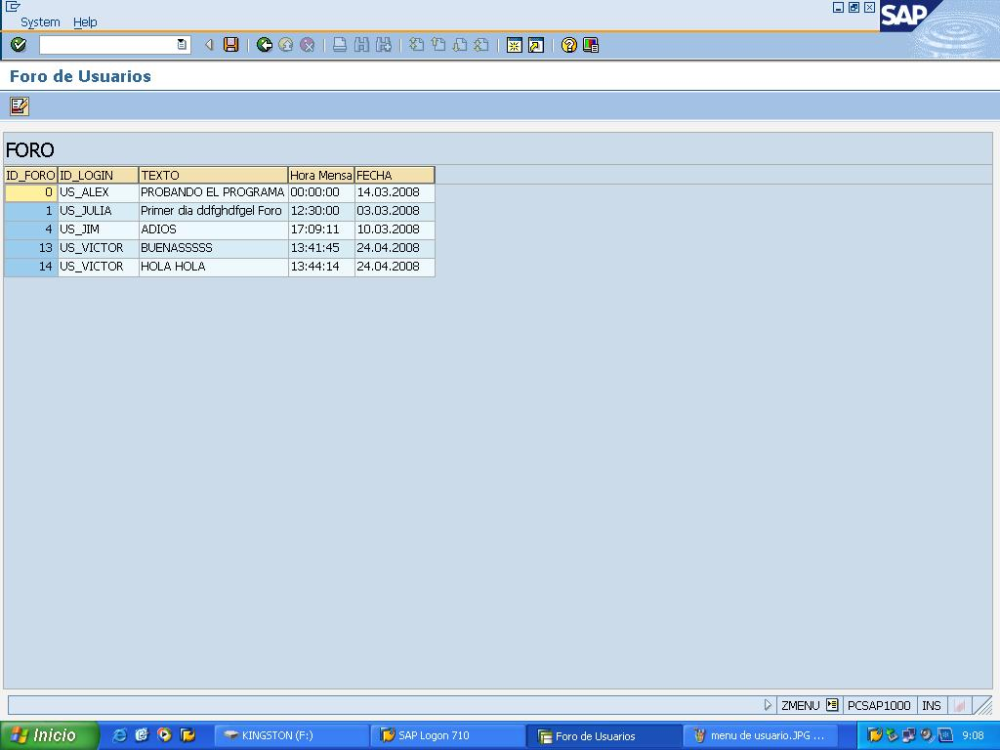 System Help
SAP
Foro de Usuarios
FORO
ID_FORO ID_LOGIN TEXTO Hora Mensa FECHA
0 US_ALEX PROBANDO EL PROGRAMA 00:00:00 14.03.2008
1 US_JULIA Primer dia ddfghdfgel Foro 12:30:00 03.03.2008
4 US_JIM ADIOS 17:09:11 10.03.2008
13 US_VICTOR BUENASSSSS 13:41:45 24.04.2008
14 US_VICTOR HOLA HOLA 13:44:14 24.04.2008
ZMENU PCSAP1000 INS
Inicio KINGSTON (F:) SAP Logon 710 Foro de Usuarios menu de usuario.JPG ... 9:08